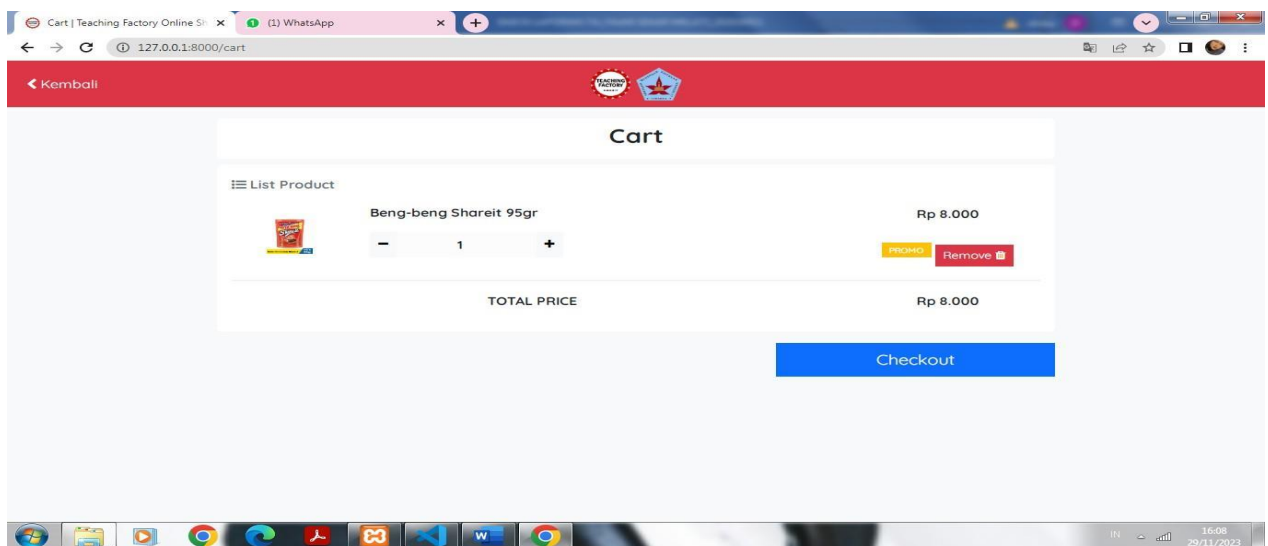 Cart | Teaching Factory Online Sh
(1) WhatsApp
127.0.0.1:8000/cart
Kembali
TEACHING FACTORY
Cart
List Product
Beng-beng Shareit 95gr
Rp 8.000
- 1 +
PROMO
Remove
TOTAL PRICE
Rp 8.000
Checkout
IN
16:08
29/11/2023